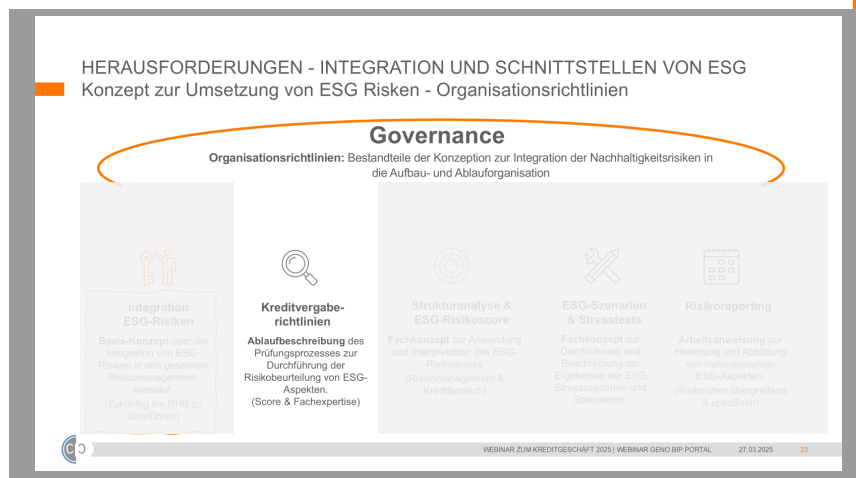 HERAUSFORDERUNGEN - INTEGRATION UND SCHNITTSTELLEN VON ESG
Konzept zur Umsetzung von ESG Risken - Organisationsrichtlinien
Governance
Organisationsrichtlinien: Bestandteile der Konzeption zur Integration der Nachhaltigkeitsrisiken in
die Aufbau- und Ablauforganisation
Integration
ESG-Risiken
Basis-Konzept über die
Integration von ESG-
Risiken in den gesamten
Risikomanagement-
kreislauf.
(Zukünftig ins RHB zu
überführen)
Kreditvergabe-
richtlinien
Ablaufbeschreibung des
Prüfungsprozesses zur
Durchführung der
Risikobeurteilung von ESG-
Aspekten.
(Score & Fachexpertise)
Strukturanalyse &
ESG-Risikoscore
Fachkonzept zur Anwendung
und Interpretation des ESG-
Risikoscores
(Risikomanagement &
Kreditbereich)
ESG-Szenarien
& Stresstests
Fachkonzept zur
Durchführung und
Beschreibung der
Ergebnisse der ESG
Stressszenarien und
Stresstests
Risikoreporting
Arbeitsanweisung zur
Herleitung und Abbildung
von risikorelevanten
ESG-Aspekten.
(Risikoarten übergreifend
& spezifisch)
WEBINAR ZUM KREDITGESCHÄFT 2025 | WEBINAR GENO.BIP PORTAL
27.03.2025
23